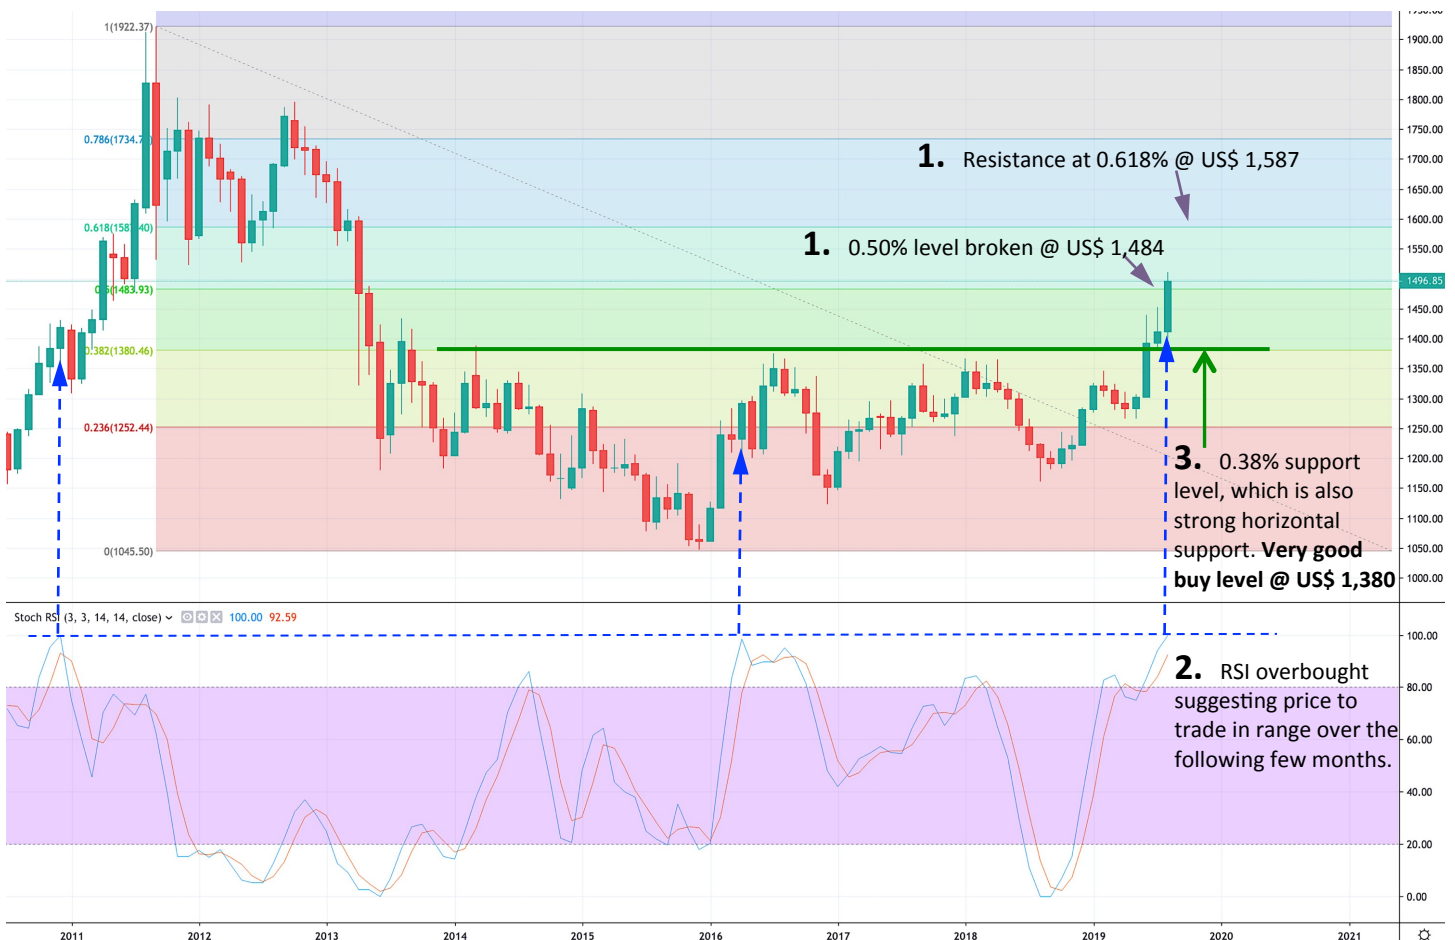 1950.00
1(1922.37)
1900.00
1850.00
1800.00
1750.00
0.786(1734.7
1700.00
1. Resistance at 0.618% @ US$ 1,587
1650.00
1600.00
0.618(1587.40)
1. 0.50% level broken @ US$ 1,484
1550.00
1496.85
0.5(1483.93)
1450.00
1400.00
0.382(1380.46)
1350.00
1300.00
0.236(1252.44)
1250.00
3. 0.38% support
level, which is also
strong horizontal
support. Very good
buy level @ US$ 1,380
1200.00
1150.00
1100.00
1050.00
0(1045.50)
1000.00
Stoch RSI (3, 3, 14, 14, close) 100.00 92.59
100.00
2. RSI overbought
suggesting price to
trade in range over the
following few months.
80.00
60.00
40.00
20.00
0.00
2011 2012 2013 2014 2015 2016 2017 2018 2019 2020 2021